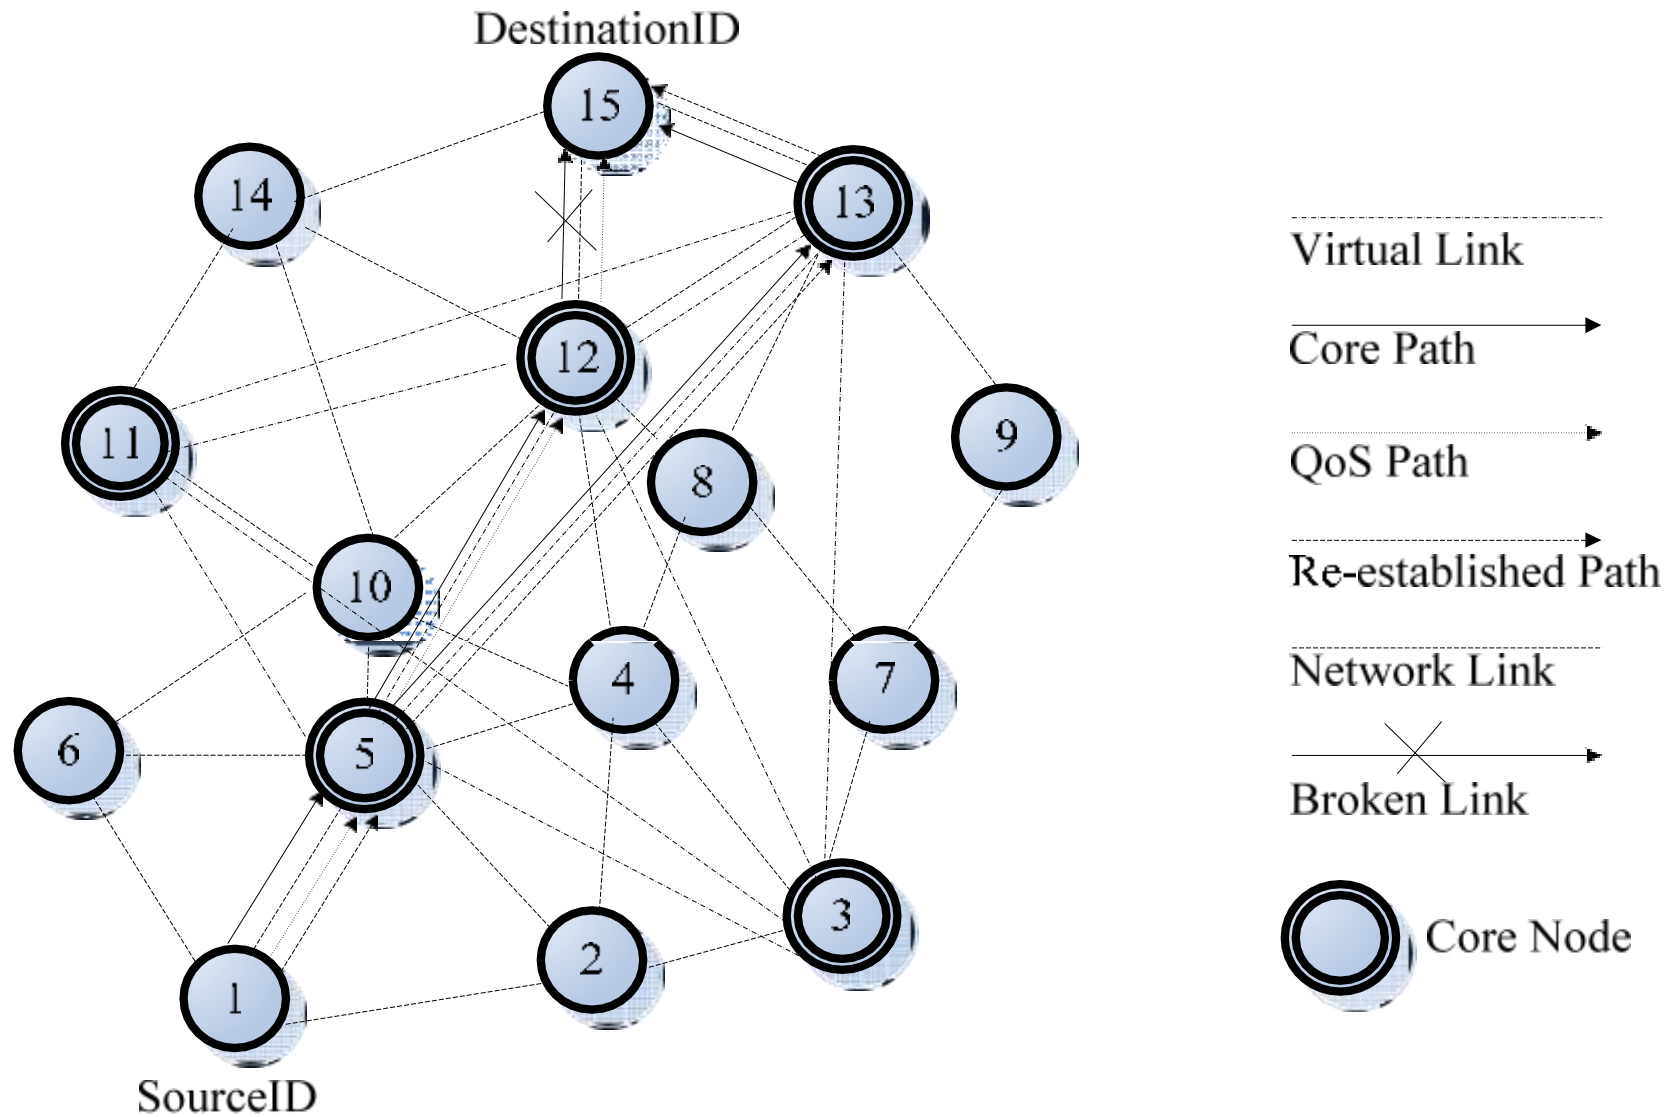 DestinationID
15
14
13
12
11
9
8
10
4
7
6
5
3
2
1
SourceID
Virtual Link
Core Path
QoS Path
Re-established Path
Network Link
Broken Link
Core Node